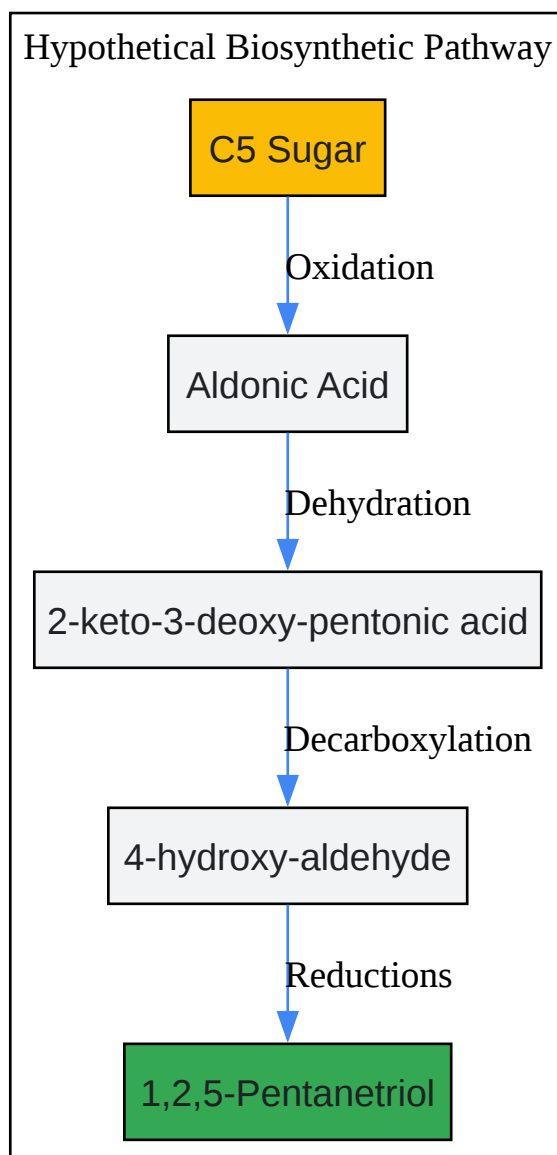 Hypothetical Biosynthetic Pathway
C5 Sugar
Oxidation
Aldonic Acid
Dehydration
2-keto-3-deoxy-pentonic acid
Decarboxylation
4-hydroxy-aldehyde
Reductions
1,2,5-Pentanetriol